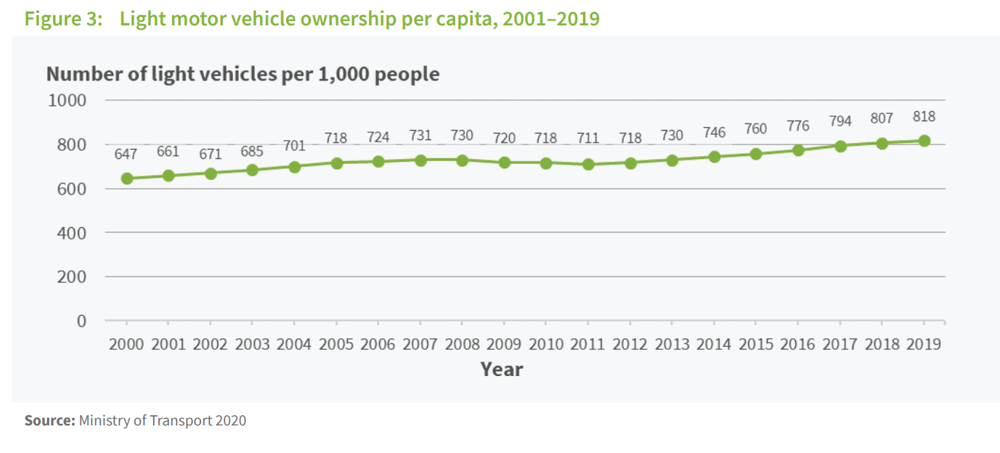 Figure 3: Light motor vehicle ownership per capita, 2001–2019
Number of light vehicles per 1,000 people
1000
800
600
400
200
0
647 661 671 685 701 718 724 731 730 720 718 711 718 730 746 760 776 794 807 818
2000 2001 2002 2003 2004 2005 2006 2007 2008 2009 2010 2011 2012 2013 2014 2015 2016 2017 2018 2019
Year
Source: Ministry of Transport 2020